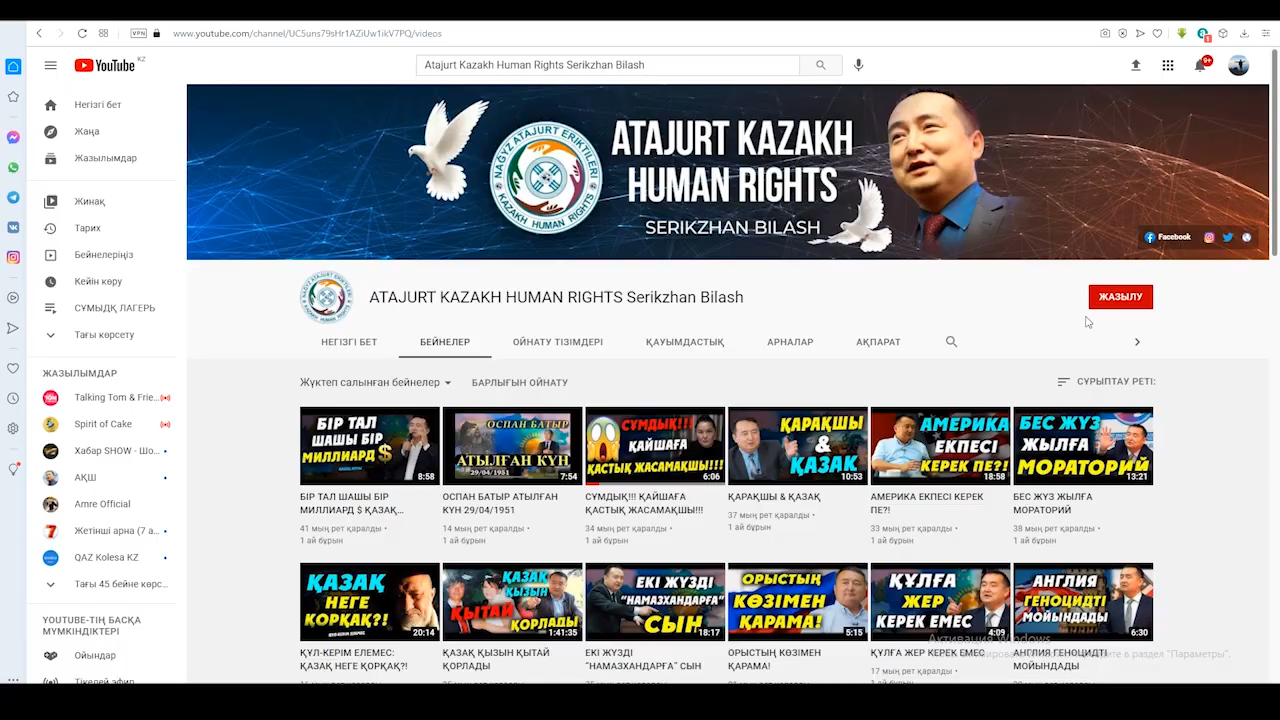 VPN
www.youtube.com/channel/UC5uns79sHr1AZiUw1ikV7PQ/videos
YouTube KZ
Atajurt Kazakh Human Rights Serikzhan Bilash
9+
Негізгі бет
Жаңа
Жазылымдар
Жинақ
Тарих
Бейнелеріңіз
Кейін көру
СҰМЫДҚ ЛАГЕРЬ
Тағы көрсету
ЖАЗЫЛЫМДАР
Talking Tom & Frie...
Spirit of Cake
Хабар SHOW - Шо...
АҚШ
Amre Official
Жетінші арна (7 а...
QAZ Kolesa KZ
Тағы 45 бейне көрс...
YOUTUBE-ТІҢ БАСҚА
МҮМКІНДІКТЕРІ
Ойындар
Тікелей эфир
NAǴYZ ATAJURT ERIKTILERI
KAZAKH HUMAN RIGHTS
ATAJURT KAZAKH
HUMAN RIGHTS
SERIKZHAN BILASH
Facebook
ATAJURT KAZAKH HUMAN RIGHTS Serikzhan Bilash
ЖАЗЫЛУ
НЕГІЗГІ БЕТ
БЕЙНЕЛЕР
ОЙНАТУ ТІЗІМДЕРІ
ҚАУЫМДАСТЫҚ
АРНАЛАР
АҚПАРАТ
Жүктеп салынған бейнелер
БАРЛЫҒЫН ОЙНАТУ
СҰРЫПТАУ РЕТІ:
БІР ТАЛ
ШАШЫ БІР
МИЛЛИАРД $
8:58
БІР ТАЛ ШАШЫ БІР
МИЛЛИАРД $ ҚАЗАҚ...
41 мың рет қаралды •
1 ай бұрын
ОСПАН БАТЫР
АТЫЛҒАН КҮН
29/04/1951
7:54
ОСПАН БАТЫР АТЫЛҒАН
КҮН 29/04/1951
14 мың рет қаралды •
1 ай бұрын
СҰМДЫҚ!!!
ҚАЙШАҒА
ҚАСТЫҚ ЖАСАМАҚШЫ!!!
6:06
СҰМДЫҚ!!! ҚАЙШАҒА
ҚАСТЫҚ ЖАСАМАҚШЫ!!!
34 мың рет қаралды •
1 ай бұрын
ҚАРАҚШЫ
&
ҚАЗАК
10:53
ҚАРАҚШЫ & ҚАЗАҚ
37 мың рет қаралды •
1 ай бұрын
АМЕРИКА
ЕКПЕСІ
КЕРЕК ПЕ?!
18:58
АМЕРИКА ЕКПЕСІ КЕРЕК
ПЕ?!
33 мың рет қаралды •
1 ай бұрын
БЕС ЖҮЗ
ЖЫЛҒА
МОРАТОРИЙ
13:21
БЕС ЖҮЗ ЖЫЛҒА
МОРАТОРИЙ
38 мың рет қаралды •
1 ай бұрын
ҚАЗАҚ
НЕГЕ
ҚОРҚАҚ?!
20:14
ҚҰЛ-КЕРІМ ЕЛЕМЕС:
ҚАЗАҚ НЕГЕ ҚОРҚАҚ?!
ҚАЗАҚ
ҚЫЗЫН
ҚЫТАЙ
ҚОРЛАДЫ
1:41:35
ҚАЗАҚ ҚЫЗЫН ҚЫТАЙ
ҚОРЛАДЫ
ЕКІ ЖҮЗДІ
"НАМАЗХАНДАРҒА"
СЫН
18:17
ЕКІ ЖҮЗДІ
"НАМАЗХАНДАРҒА" СЫН
ОРЫСТЫҢ
КӨЗІМЕН
ҚАРАМА!
5:15
ОРЫСТЫҢ КӨЗІМЕН
ҚАРАМА!
ҚҰЛҒА
ЖЕР
КЕРЕК ЕМЕС
4:09
ҚҰЛҒА ЖЕР КЕРЕК ЕМЕС
17 мың рет қаралды •
АНГЛИЯ
ГЕНОЦИДТІ
МОЙЫНДАДЫ
6:30
АНГЛИЯ ГЕНОЦИДТІ
МОЙЫНДАДЫ
Активация Windows
в раздел "Параметры".